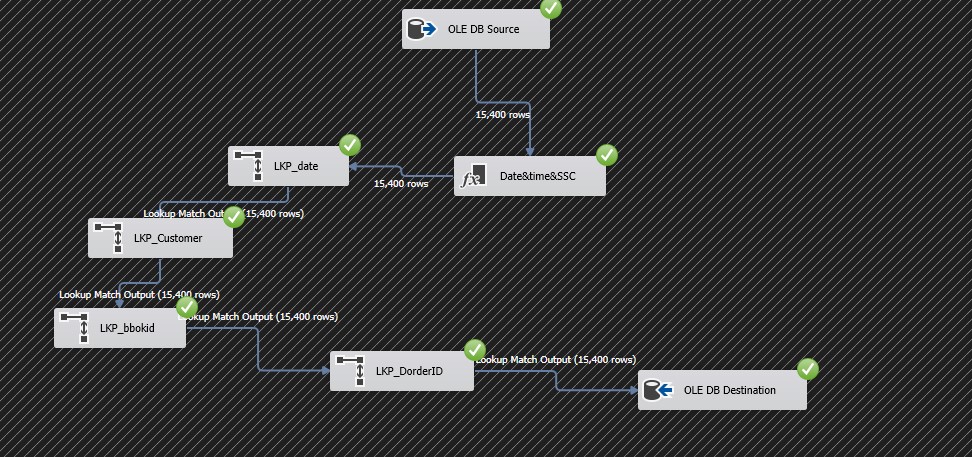 OLE DB Source
15,400 rows
Date&time&SSC
15,400 rows
LKP_date
Lookup Match Output (15,400 rows)
LKP_Customer
Lookup Match Output (15,400 rows)
LKP_bbokid
Lookup Match Output (15,400 rows)
LKP_DorderID
Lookup Match Output (15,400 rows)
OLE DB Destination